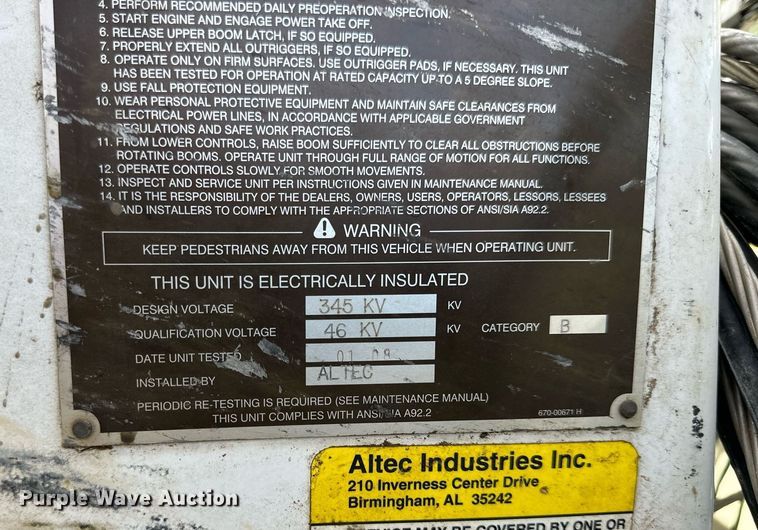 4. PERFORM RECOMMENDED DAILY PREOPERATION INSPECTION.
5. START ENGINE AND ENGAGE POWER TAKE OFF.
6. RELEASE UPPER BOOM LATCH, IF SO EQUIPPED.
7. PROPERLY EXTEND ALL OUTRIGGERS, IF SO EQUIPPED.
8. OPERATE ONLY ON FIRM SURFACES. USE OUTRIGGER PADS, IF NECESSARY. THIS UNIT
HAS BEEN TESTED FOR OPERATION AT RATED CAPACITY UP TO A 5 DEGREE SLOPE.
9. USE FALL PROTECTION EQUIPMENT.
10. WEAR PERSONAL PROTECTIVE EQUIPMENT AND MAINTAIN SAFE CLEARANCES FROM
ELECTRICAL POWER LINES, IN ACCORDANCE WITH APPLICABLE GOVERNMENT
REGULATIONS AND SAFE WORK PRACTICES.
11. FROM LOWER CONTROLS, RAISE BOOM SUFFICIENTLY TO CLEAR ALL OBSTRUCTIONS BEFORE
ROTATING BOOMS. OPERATE UNIT THROUGH FULL RANGE OF MOTION FOR ALL FUNCTIONS.
12. OPERATE CONTROLS SLOWLY FOR SMOOTH MOVEMENTS.
13. INSPECT AND SERVICE UNIT PER INSTRUCTIONS GIVEN IN MAINTENANCE MANUAL.
14. IT IS THE RESPONSIBILITY OF THE DEALERS, OWNERS, USERS, OPERATORS, LESSORS, LESSEES
AND INSTALLERS TO COMPLY WITH THE APPROPRIATE SECTIONS OF ANSI/SIA A92.2.
WARNING
KEEP PEDESTRIANS AWAY FROM THIS VEHICLE WHEN OPERATING UNIT.
THIS UNIT IS ELECTRICALLY INSULATED
DESIGN VOLTAGE 345 KV KV
QUALIFICATION VOLTAGE 46 KV KV CATEGORY B
DATE UNIT TESTED 01 08
INSTALLED BY ALTEC
PERIODIC RE-TESTING IS REQUIRED (SEE MAINTENANCE MANUAL)
THIS UNIT COMPLIES WITH ANSI/SIA A92.2 670-00671 H
Altec Industries Inc.
210 Inverness Center Drive
Birmingham, AL 35242
VEHICLE MAY BE COVERED BY ONE OR
Purple Wave Auction